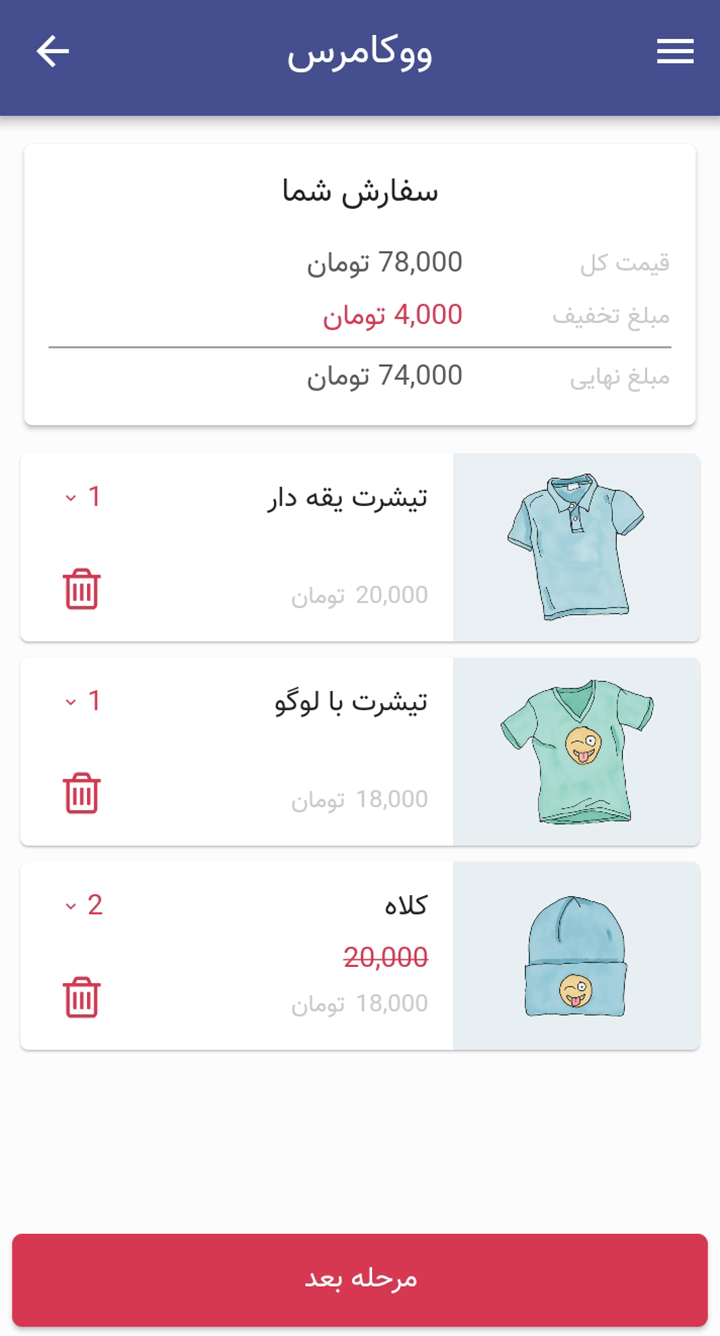 ووکامرس
سفارش شما
قیمت کل 78,000 تومان
مبلغ تخفیف 4,000 تومان
مبلغ نهایی 74,000 تومان
تیشرت یقه دار 1
20,000 تومان
تیشرت با لوگو 1
18,000 تومان
کلاه 2
20,000
18,000 تومان
مرحله بعد